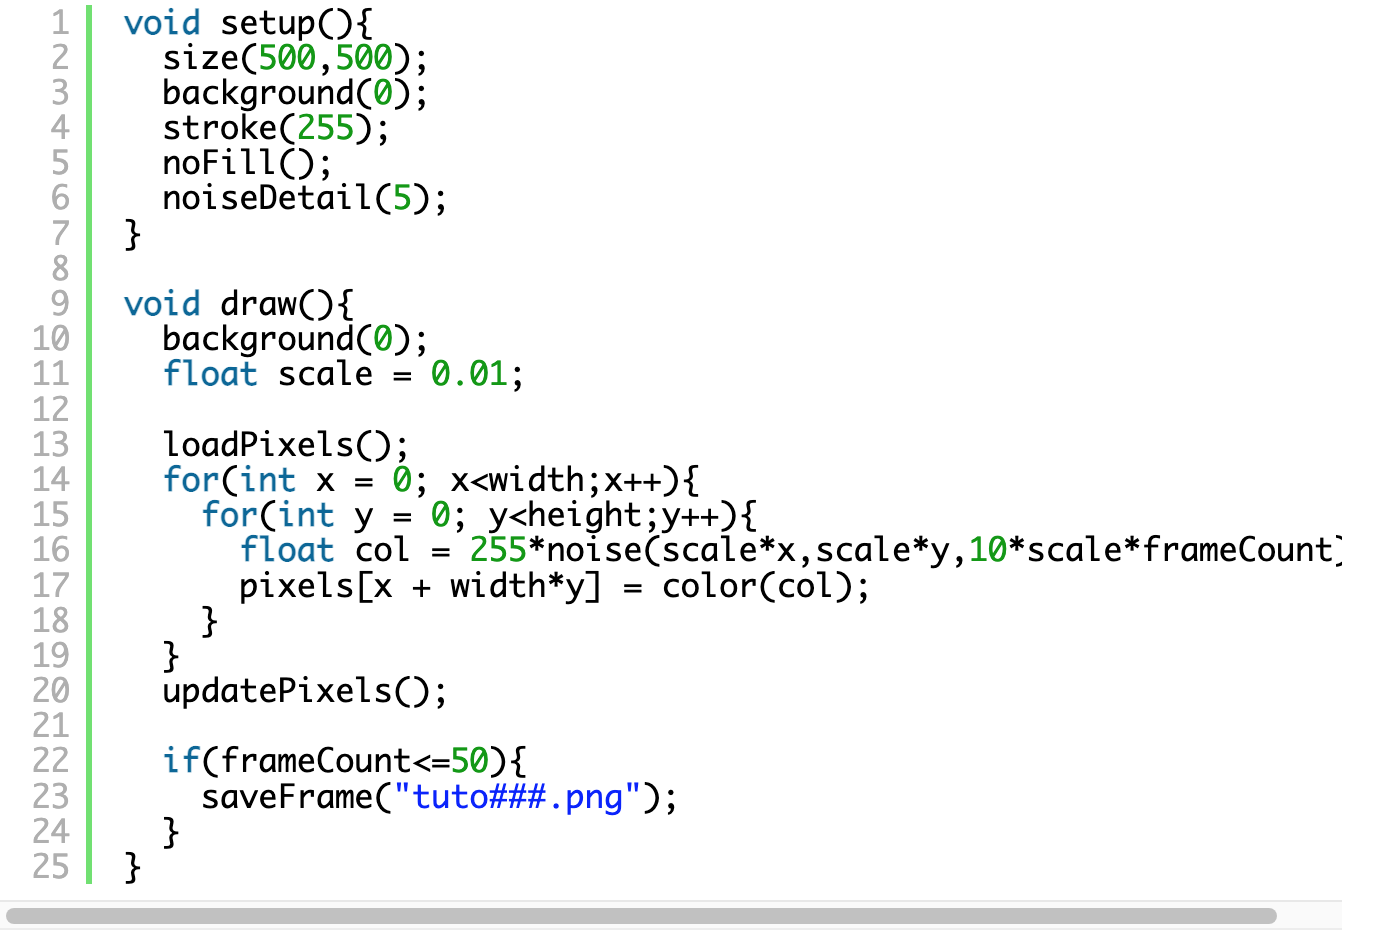 1 void setup(){
2   size(500,500);
3   background(0);
4   stroke(255);
5   noFill();
6   noiseDetail(5);
7 }
8
9 void draw(){
10   background(0);
11   float scale = 0.01;
12
13   loadPixels();
14   for(int x = 0; x<width;x++){
15     for(int y = 0; y<height;y++){
16       float col = 255*noise(scale*x,scale*y,10*scale*frameCount)
17       pixels[x + width*y] = color(col);
18     }
19   }
20   updatePixels();
21
22   if(frameCount<=50){
23     saveFrame("tuto###.png");
24   }
25 }